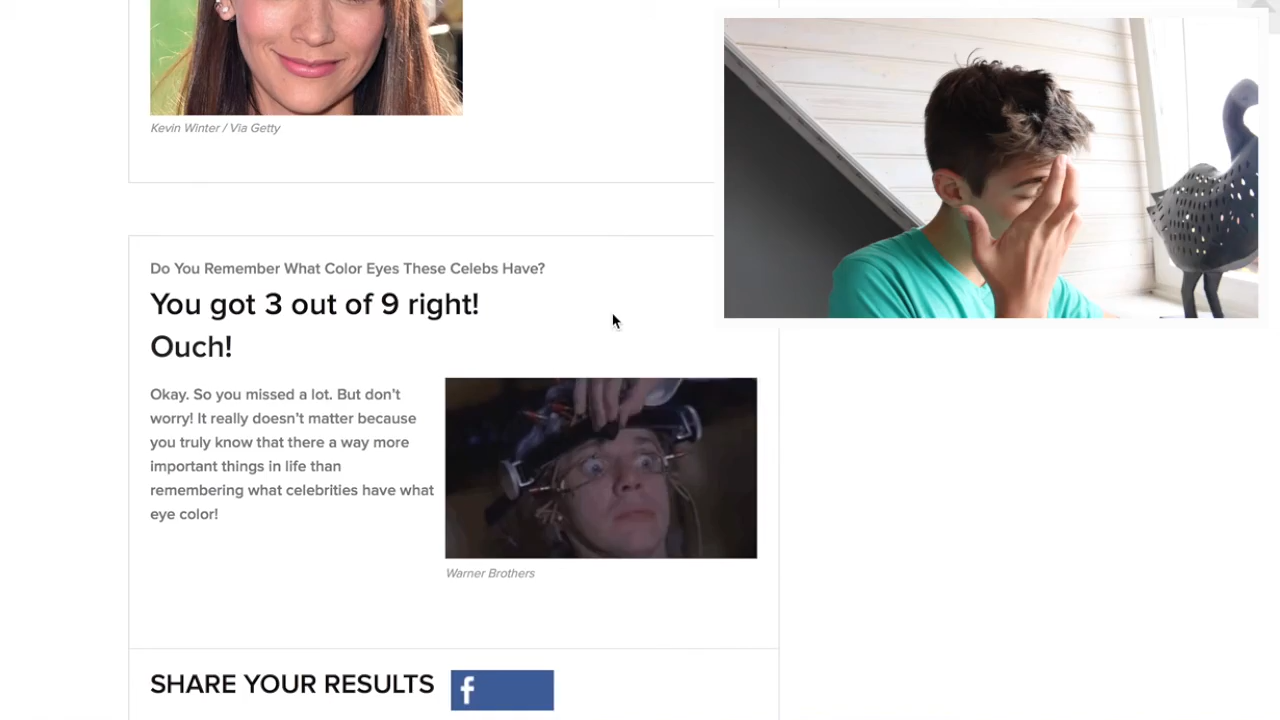 Kevin Winter / Via Getty
Do You Remember What Color Eyes These Celebs Have?
You got 3 out of 9 right!
Ouch!
Okay. So you missed a lot. But don't
worry! It really doesn't matter because
you truly know that there a way more
important things in life than
remembering what celebrities have what
eye color!
Warner Brothers
SHARE YOUR RESULTS
f